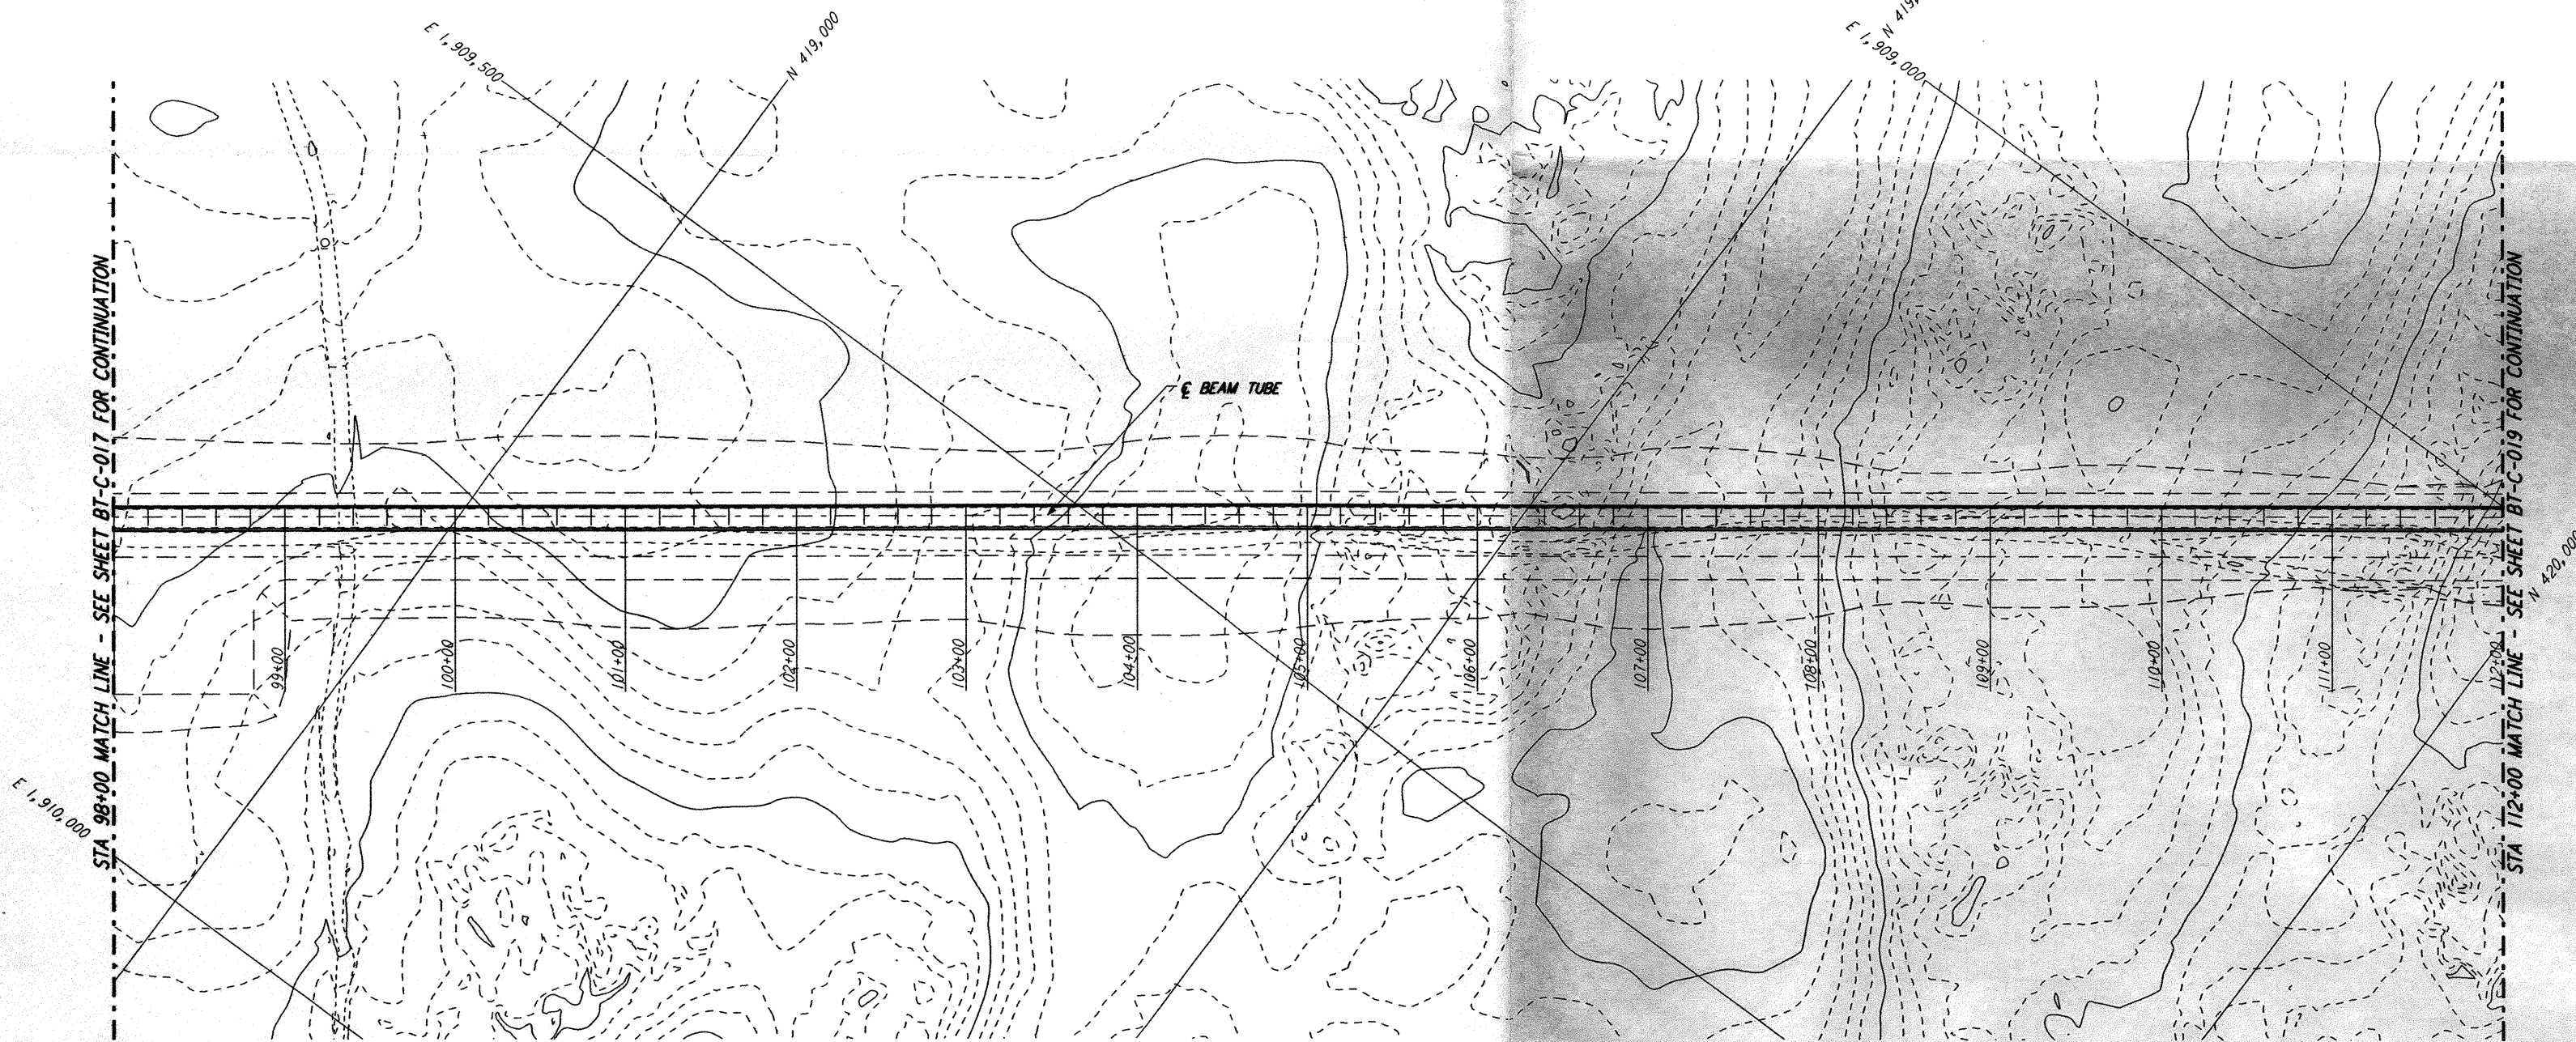 E 1,909,500
N 419,000
E 1,909,000
N 419,
STA 98+00 MATCH LINE - SEE SHEET BT-C-017 FOR CONTINUATION
℄ BEAM TUBE
99+00
100+00
101+00
102+00
103+00
104+00
105+00
106+00
107+00
108+00
109+00
110+00
111+00
112+00
STA 112+00 MATCH LINE - SEE SHEET BT-C-019 FOR CONTINUATION
N 420,000
E 1,910,000